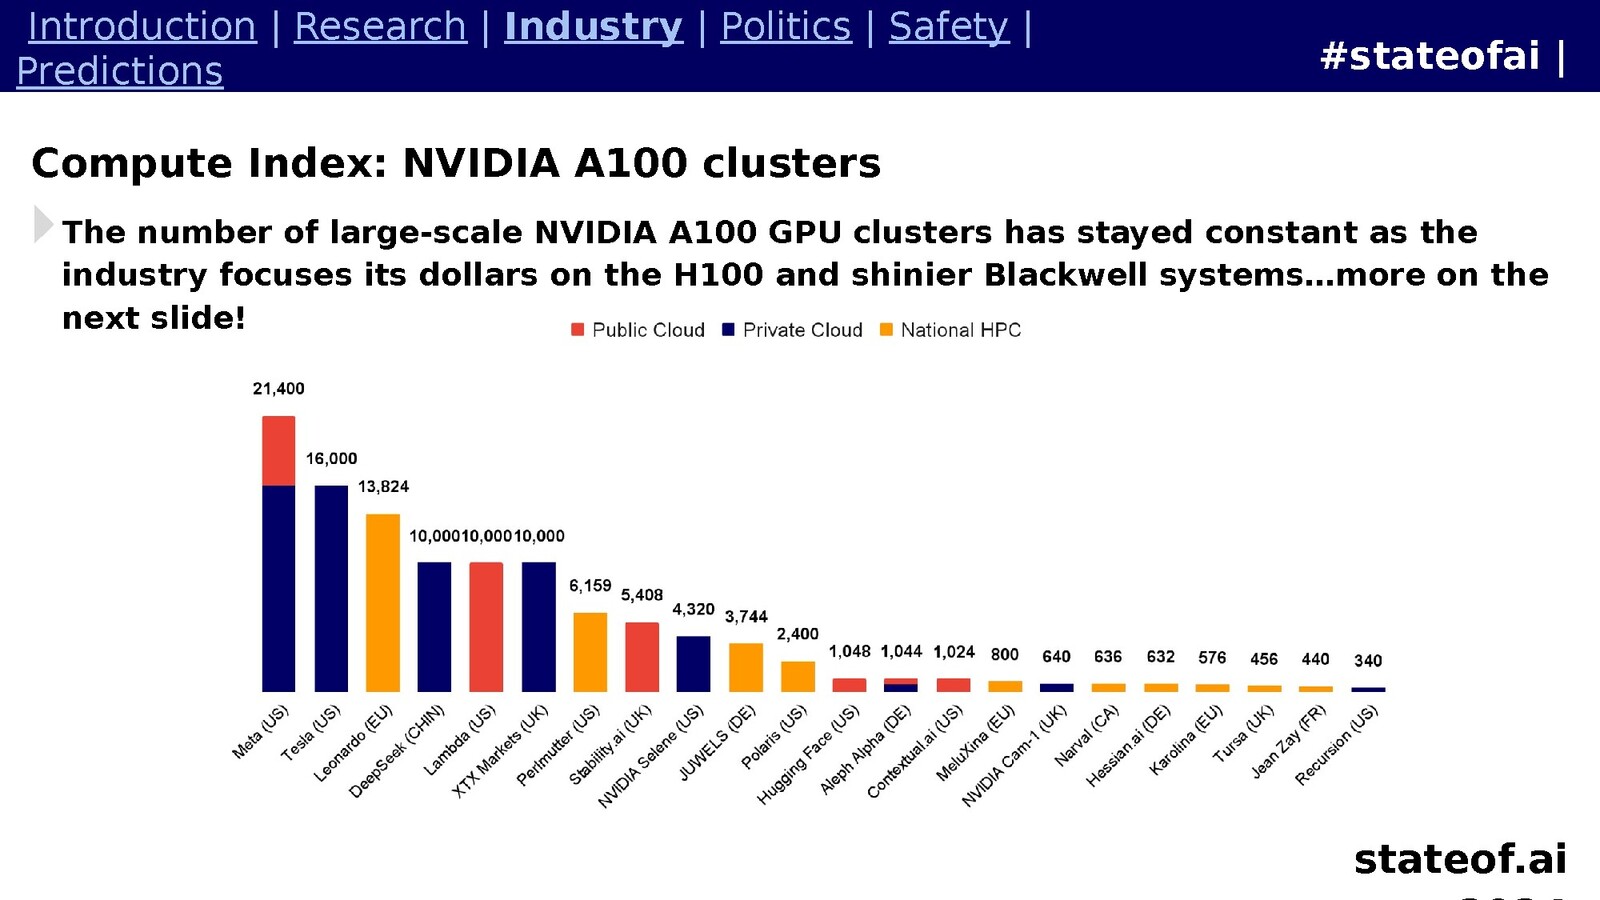 Introduction | Research | Industry | Politics | Safety |
Predictions
#stateofai |
Compute Index: NVIDIA A100 clusters
The number of large-scale NVIDIA A100 GPU clusters has stayed constant as the
industry focuses its dollars on the H100 and shinier Blackwell systems…more on the
next slide!
Public Cloud Private Cloud National HPC
21,400
16,000
13,824
10,000
10,000
10,000
6,159
5,408
4,320
3,744
2,400
1,048
1,044
1,024
800
640
636
632
576
456
440
340
Meta (US)
Tesla (US)
Leonardo (EU)
DeepSeek (CHIN)
Lambda (US)
XTX Markets (UK)
Perlmutter (US)
Stability.ai (UK)
NVIDIA Selene (US)
JUWELS (DE)
Polaris (US)
Hugging Face (US)
Aleph Alpha (DE)
Contextual.ai (US)
MeluXina (EU)
NVIDIA Cam-1 (UK)
Narval (CA)
Hessian.ai (DE)
Karolina (EU)
Tursa (UK)
Jean Zay (FR)
Recursion (US)
stateof.ai